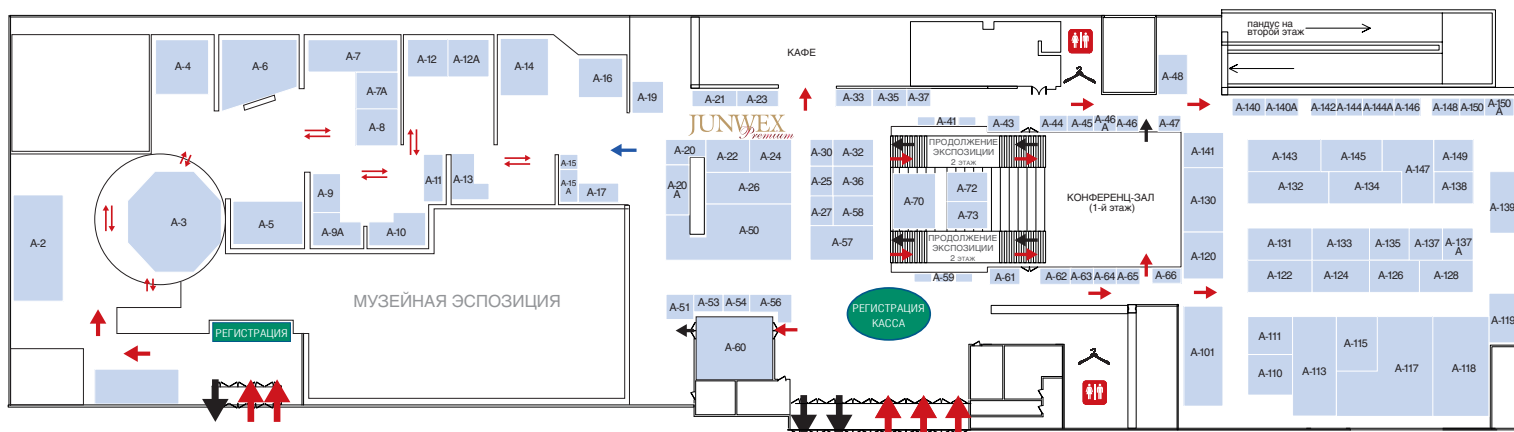 пандус на
второй этаж
КАФЕ
A-4
A-6
A-7
A-12
A-12A
A-14
A-16
A-19
A-21
A-23
A-33
A-35
A-37
A-48
A-7A
A-8
JUNWEX
Premium
A-41
A-43
A-44
A-45
A-46
A
A-46
A-47
A-140
A-140A
A-142
A-144
A-144A
A-146
A-148
A-150
A-150
A
ПРОДОЛЖЕНИЕ
ЭКСПОЗИЦИИ
2 ЭТАЖ
A-20
A-22
A-24
A-30
A-32
A-141
A-143
A-145
A-147
A-149
A-11
A-13
A-15
A-15
A
A-17
A-20
A
A-26
A-25
A-36
A-70
A-72
A-73
КОНФЕРЕНЦ-ЗАЛ
(1-й этаж)
A-130
A-132
A-134
A-138
A-139
A-2
A-3
A-5
A-9
A-9A
A-10
A-50
A-27
A-58
A-57
ПРОДОЛЖЕНИЕ
ЭКСПОЗИЦИИ
2 ЭТАЖ
A-120
A-131
A-133
A-135
A-137
A-137
A
A-59
A-61
A-62
A-63
A-64
A-65
A-66
A-122
A-124
A-126
A-128
МУЗЕЙНАЯ ЭСПОЗИЦИЯ
A-51
A-53
A-54
A-56
РЕГИСТРАЦИЯ
КАССА
РЕГИСТРАЦИЯ
A-60
A-101
A-111
A-110
A-113
A-115
A-117
A-118
A-119